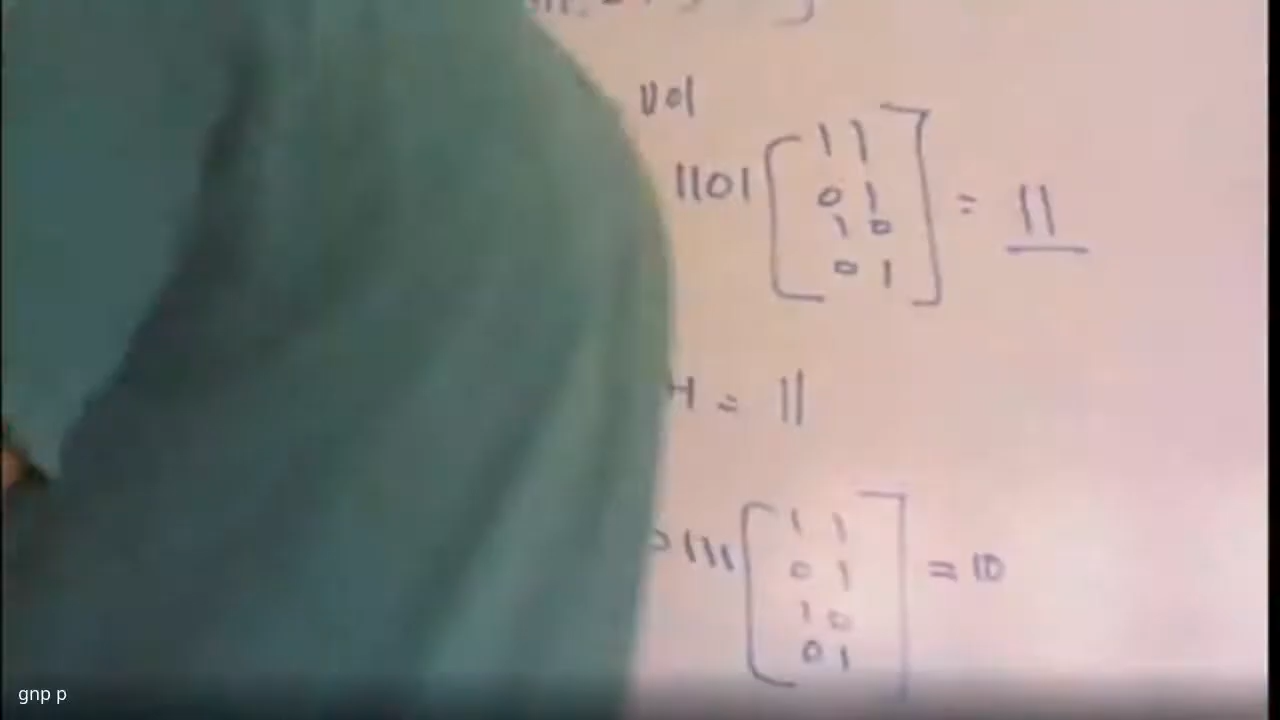 1101
1101 [ 1 1
0 1
1 0
0 1 ] = 11
H = 11
0111 [ 1 1
0 1
1 0
0 1 ] = 10
gnp p